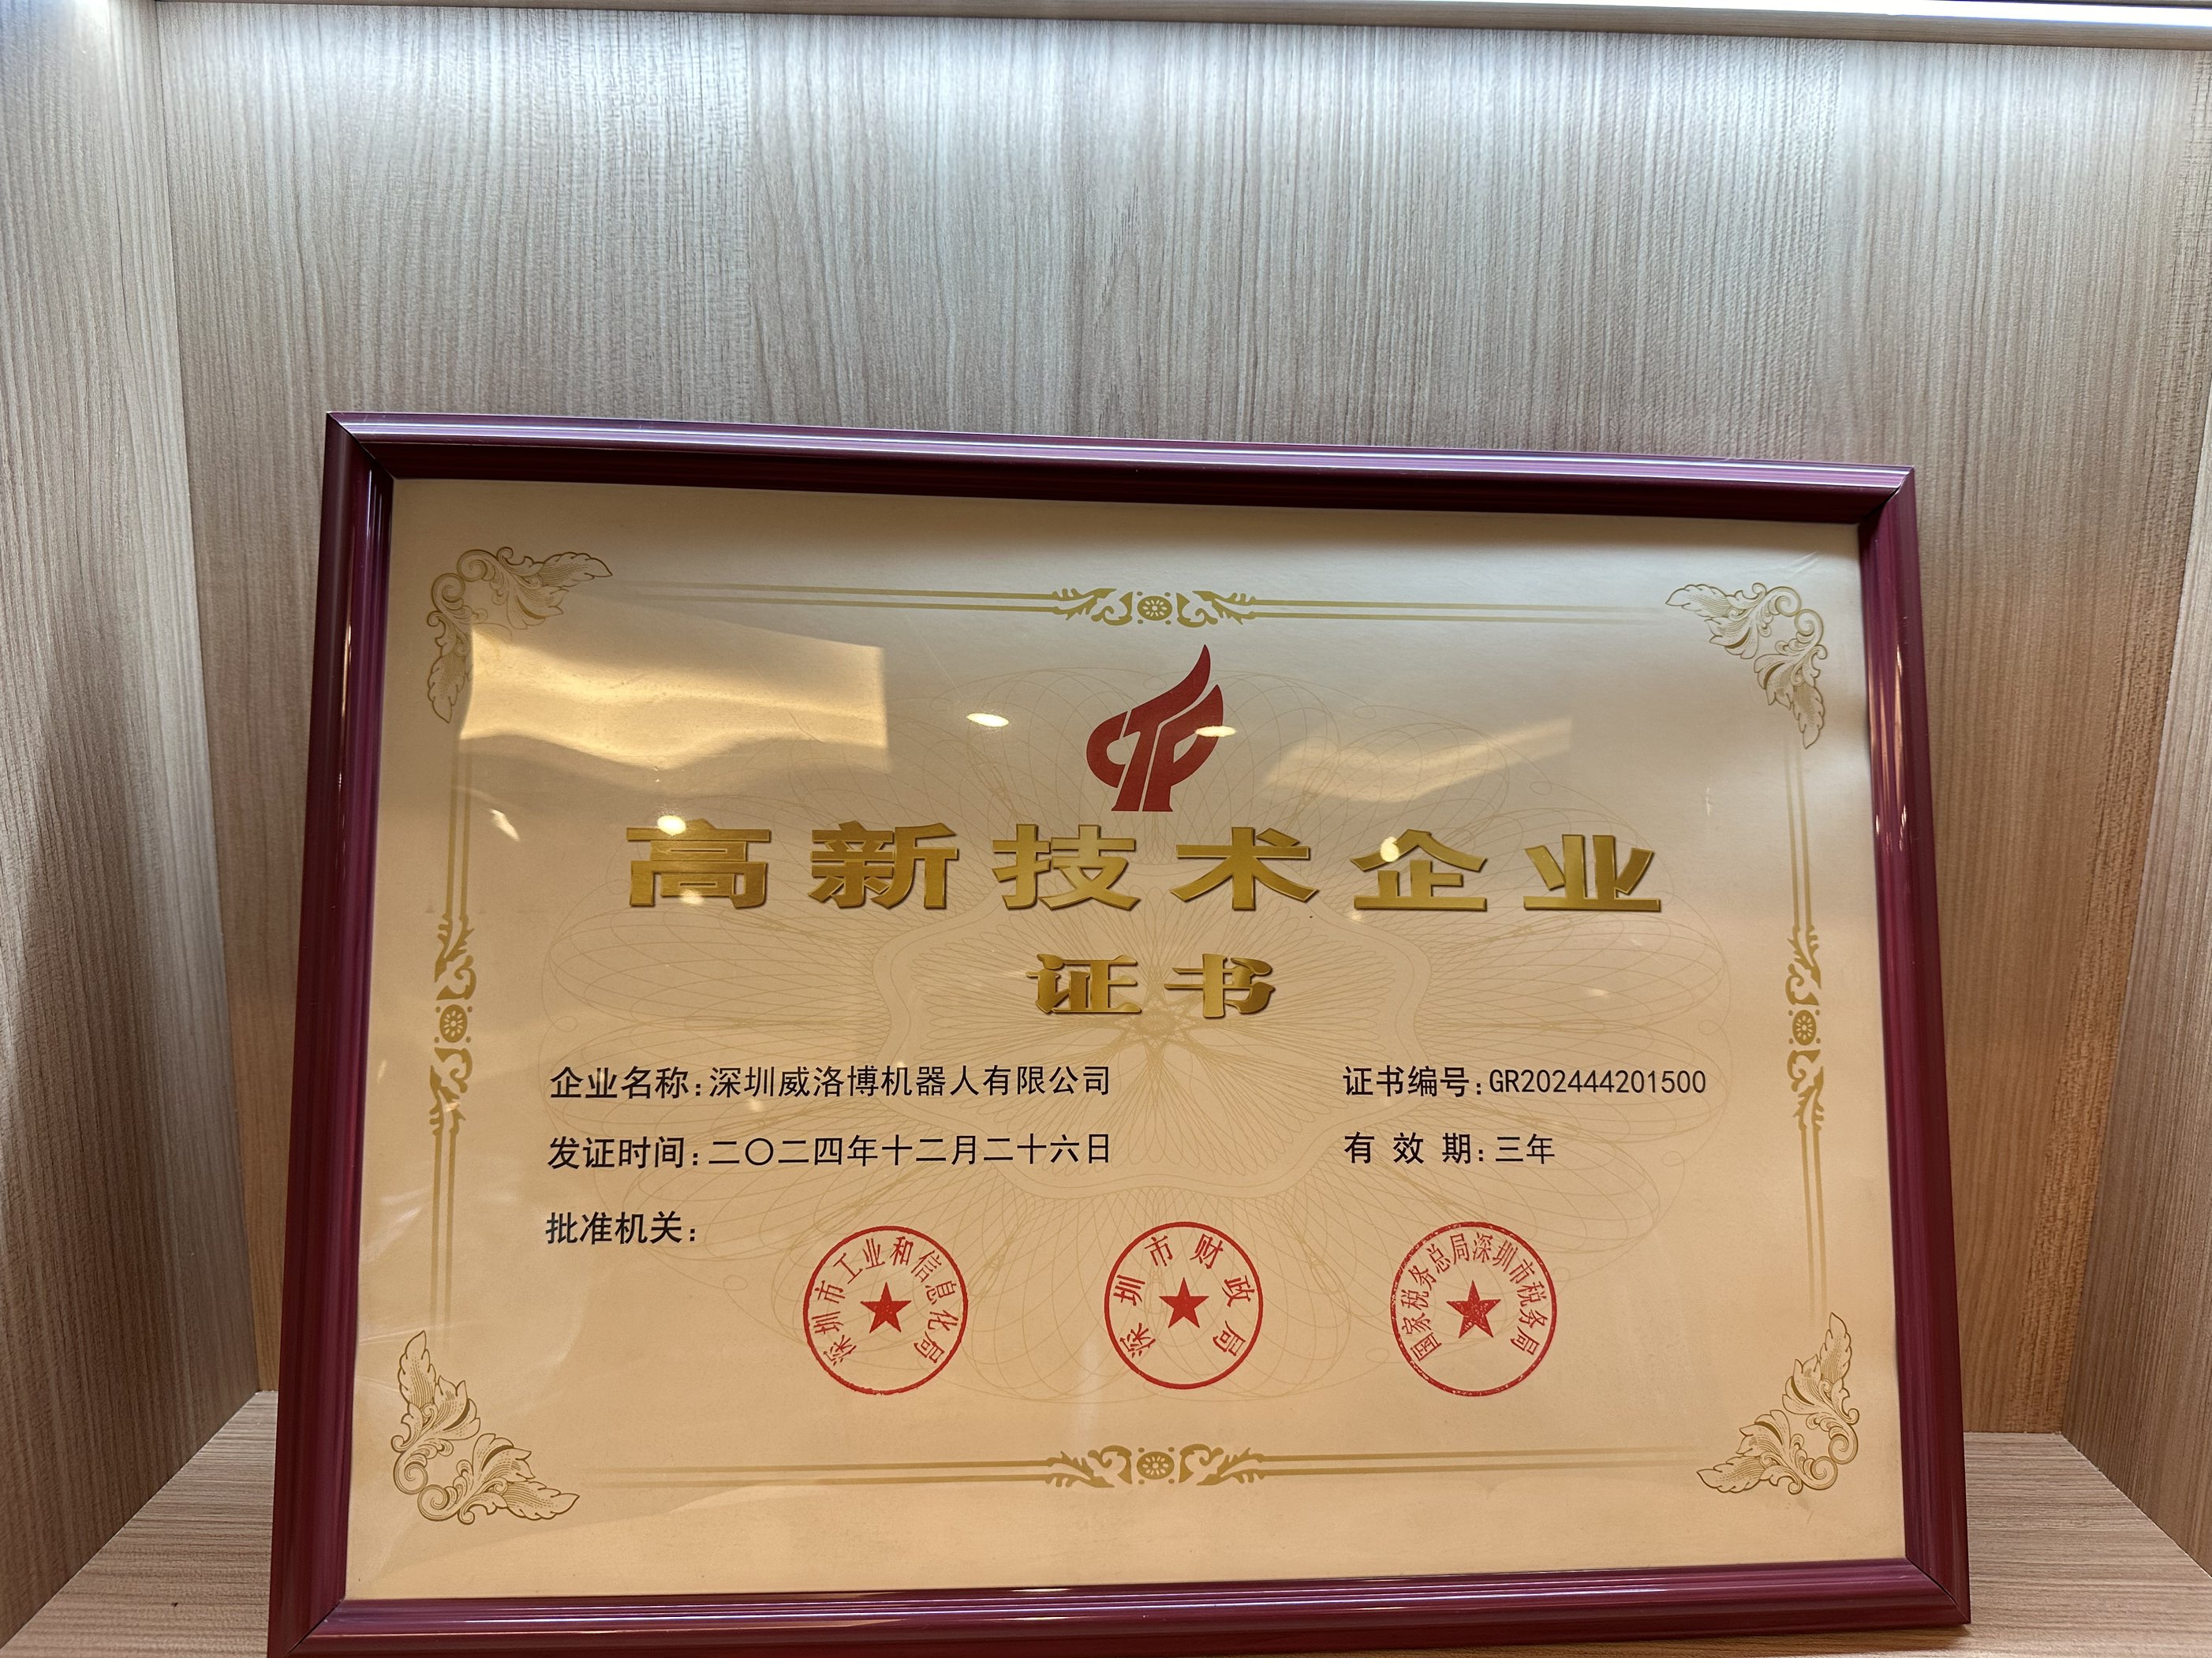 高新技术企业
证书
企业名称:深圳威洛博机器人有限公司
证书编号:GR202444201500
发证时间:二〇二四年十二月二十六日
有效期:三年
批准机关:
深圳市工业和信息化局
深圳市财政局
国家税务总局深圳市税务局